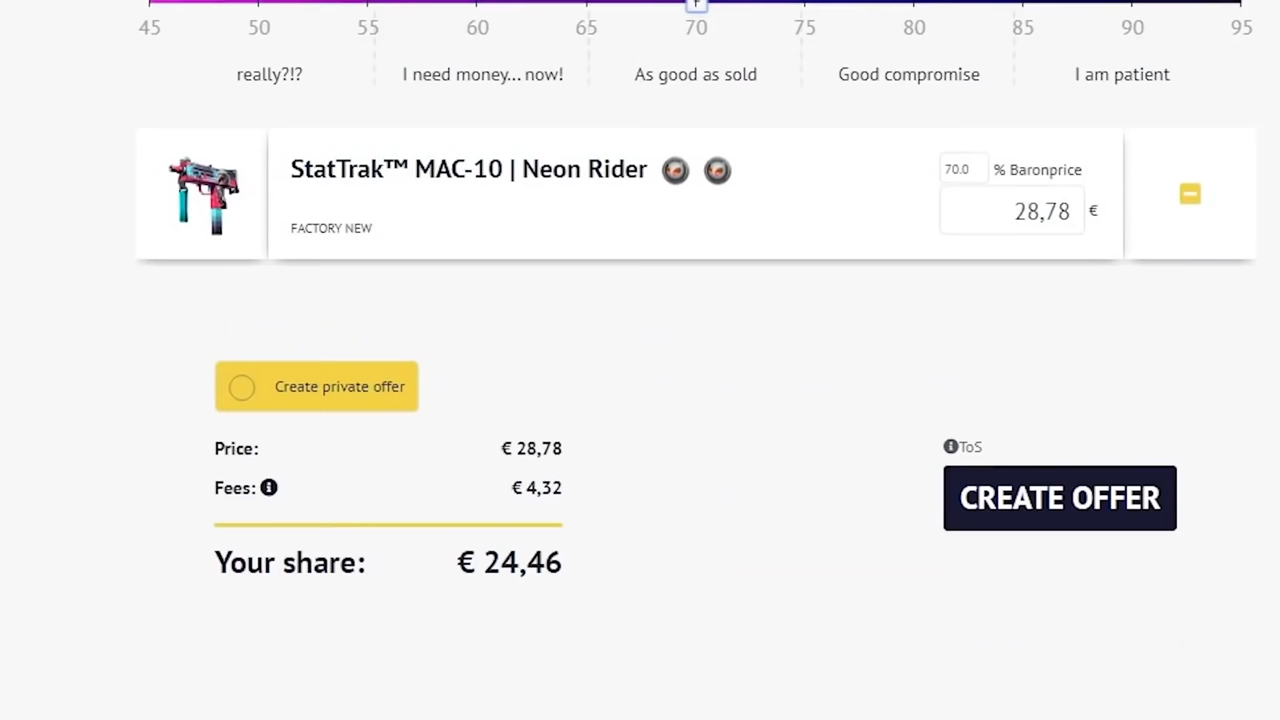 45 50 55 60 65 70 75 80 85 90 95
really?!? I need money... now! As good as sold Good compromise I am patient
StatTrak™ MAC-10 | Neon Rider
70.0 % Baronprice
28,78 €
FACTORY NEW
Create private offer
Price: € 28,78
Fees: € 4,32
Your share: € 24,46
ToS
CREATE OFFER